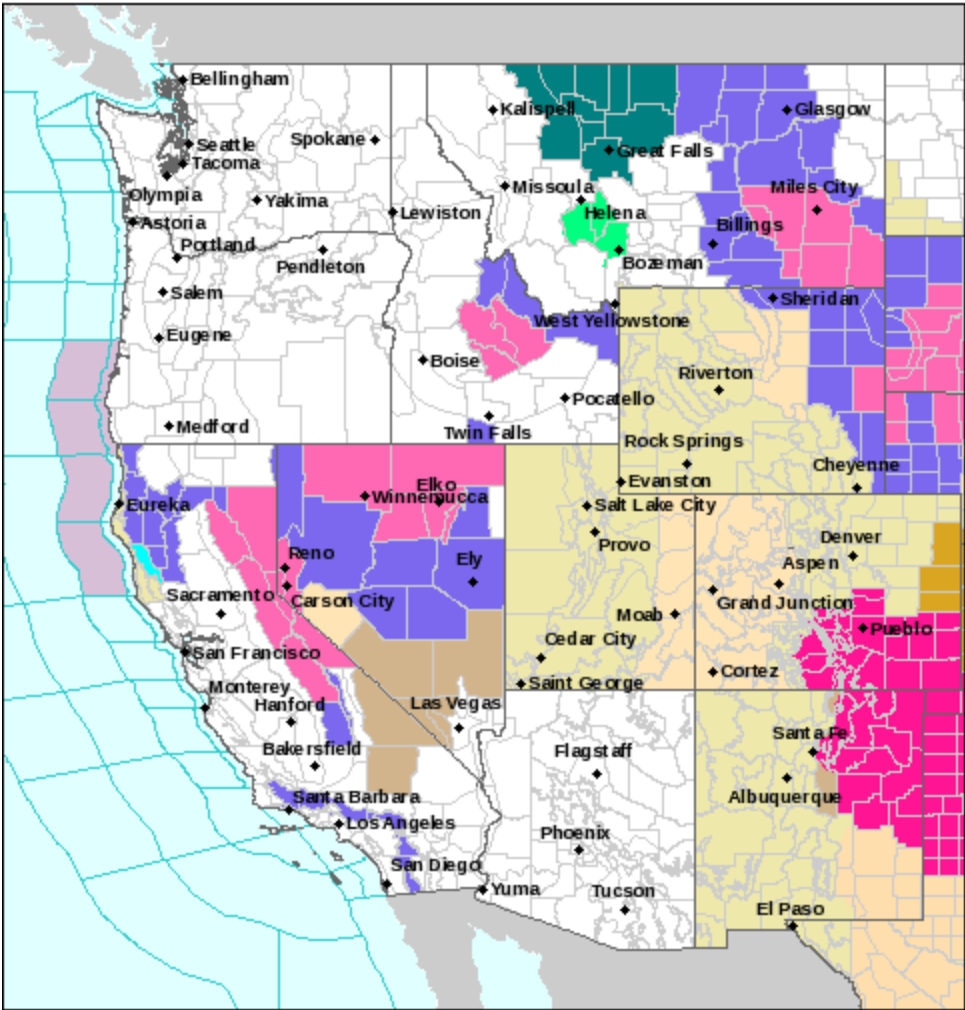 Bellingham
Kalispell
Glasgow
Spokane
Seattle
Great Falls
Tacoma
Missoula
Miles City
Olympia
Yakima
Lewiston
Helena
Astoria
Billings
Portland
Pendleton
Bozeman
Salem
Sheridan
West Yellowstone
Eugene
Boise
Riverton
Pocatello
Medford
Twin Falls
Rock Springs
Cheyenne
Evanston
Elko
Winnemucca
Eureka
Salt Lake City
Denver
Provo
Reno
Ely
Aspen
Sacramento
Carson City
Grand Junction
Moab
Pueblo
Cedar City
San Francisco
Cortez
Saint George
Monterey
Hanford
Las Vegas
Santa Fe
Bakersfield
Flagstaff
Santa Barbara
Albuquerque
Los Angeles
Phoenix
San Diego
Yuma
Tucson
El Paso